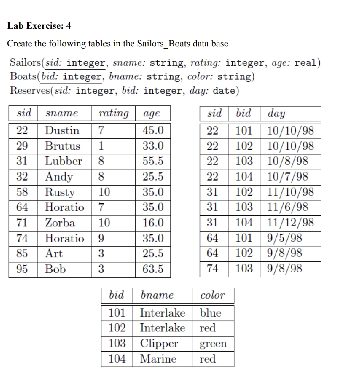 Lab Exercise: 4
Create the following tables in the Sailors_Boats data base
Sailors(sid: integer, sname: string, rating: integer, age: real)
Boats(bid: integer, bname: string, color: string)
Reserves(sid: integer, bid: integer, day: date)
sid sname rating age
22 Dustin 7 45.0
29 Brutus 1 33.0
31 Lubber 8 55.5
32 Andy 8 25.5
58 Rusty 10 35.0
64 Horatio 7 35.0
71 Zorba 10 16.0
74 Horatio 9 35.0
85 Art 3 25.5
95 Bob 3 63.5
sid bid day
22 101 10/10/98
22 102 10/10/98
22 103 10/8/98
22 104 10/7/98
31 102 11/10/98
31 103 11/6/98
31 104 11/12/98
64 101 9/5/98
64 102 9/8/98
74 103 9/8/98
bid bname color
101 Interlake blue
102 Interlake red
103 Clipper green
104 Marine red